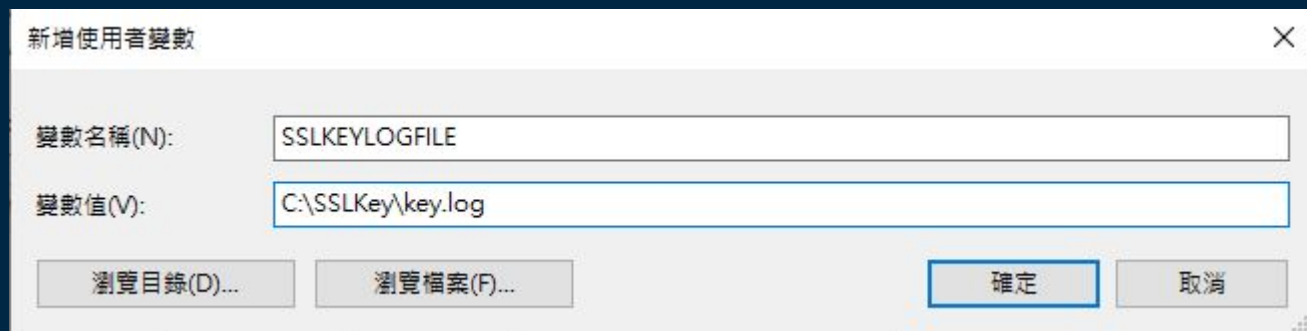 新增使用者變數
變數名稱(N): SSLKEYLOGFILE
變數值(V): C:\SSLKey\key.log
瀏覽目錄(D)... 瀏覽檔案(F)... 確定 取消